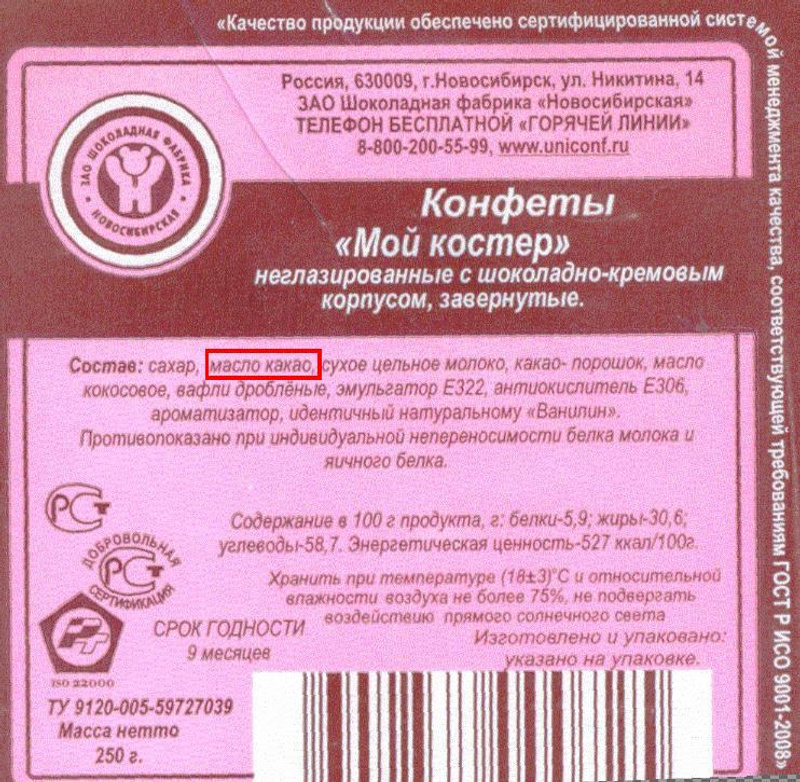 «Качество продукции обеспечено сертифицированной системой менеджмента качества, соответствующей требованиям ГОСТ Р ИСО 9001-2008»
Россия, 630009, г.Новосибирск, ул. Никитина, 14
ЗАО Шоколадная фабрика «Новосибирская»
ТЕЛЕФОН БЕСПЛАТНОЙ «ГОРЯЧЕЙ ЛИНИИ»
8-800-200-55-99, www.uniconf.ru
ЗАО ШОКОЛАДНАЯ ФАБРИКА
НОВОСИБИРСКАЯ
Конфеты
«Мой костер»
неглазированные с шоколадно-кремовым
корпусом, завернутые.
Состав: сахар, масло какао, сухое цельное молоко, какао- порошок, масло
кокосовое, вафли дроблёные, эмульгатор Е322, антиокислитель Е306,
ароматизатор, идентичный натуральному «Ванилин».
Противопоказано при индивидуальной непереносимости белка молока и
яичного белка.
РСТ
Содержание в 100 г продукта, г: белки-5,9; жиры-30,6;
углеводы-58,7. Энергетическая ценность-527 ккал/100г.
ДОБРОВОЛЬНАЯ
РСТ
СЕРТИФИКАЦИЯ
Хранить при температуре (18±3)°С и относительной
влажности воздуха не более 75%, не подвергать
воздействию прямого солнечного света
СРОК ГОДНОСТИ
9 месяцев
Изготовлено и упаковано:
указано на упаковке.
ISO 22000
ТУ 9120-005-59727039
Масса нетто
250 г.